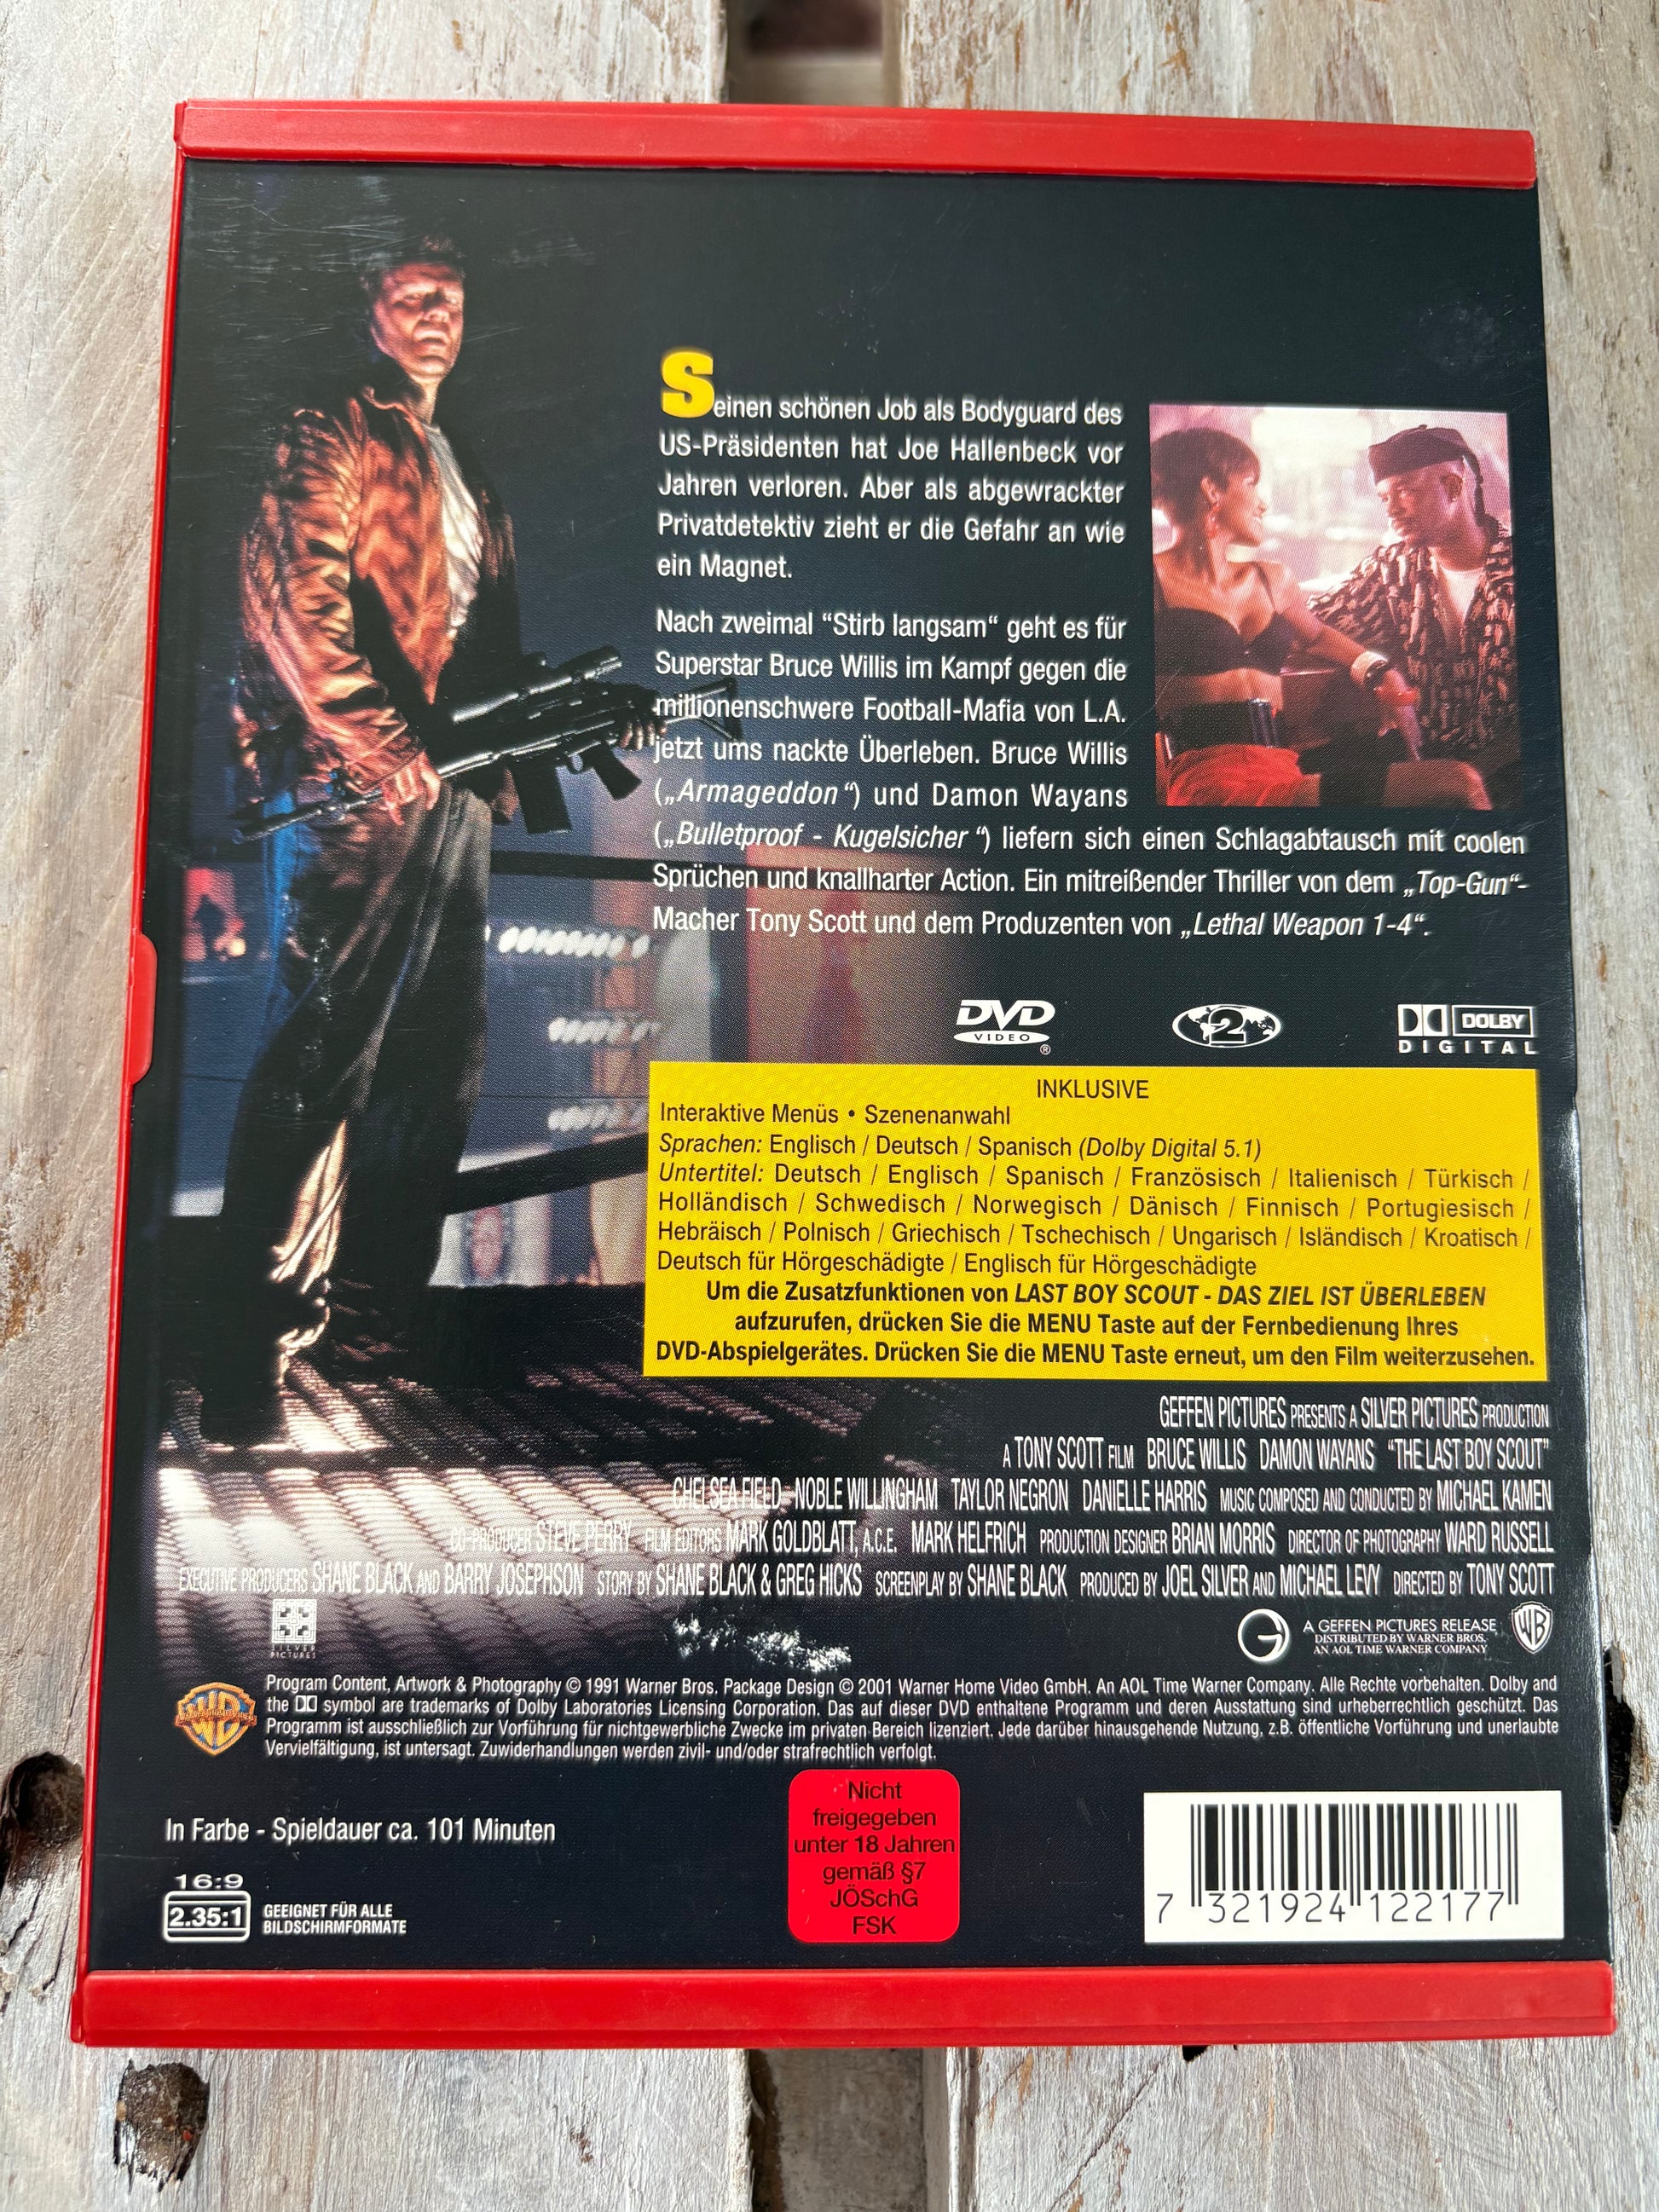 Seinen schönen Job als Bodyguard des
US-Präsidenten hat Joe Hallenbeck vor
Jahren verloren. Aber als abgewrackter
Privatdetektiv zieht er die Gefahr an wie
ein Magnet.
Nach zweimal “Stirb langsam“ geht es für
Superstar Bruce Willis im Kampf gegen die
millionenschwere Football-Mafia von L.A.
jetzt ums nackte Überleben. Bruce Willis
(„Armageddon“) und Damon Wayans
(„Bulletproof - Kugelsicher“) liefern sich einen Schlagabtausch mit coolen
Sprüchen und knallharter Action. Ein mitreißender Thriller von dem „Top-Gun“-
Macher Tony Scott und dem Produzenten von „Lethal Weapon 1-4“.
DVD VIDEO ® 2 DOLBY DIGITAL
INKLUSIVE
Interaktive Menüs • Szenenanwahl
Sprachen: Englisch / Deutsch / Spanisch (Dolby Digital 5.1)
Untertitel: Deutsch / Englisch / Spanisch / Französisch / Italienisch / Türkisch /
Holländisch / Schwedisch / Norwegisch / Dänisch / Finnisch / Portugiesisch /
Hebräisch / Polnisch / Griechisch / Tschechisch / Ungarisch / Isländisch / Kroatisch /
Deutsch für Hörgeschädigte / Englisch für Hörgeschädigte
Um die Zusatzfunktionen von LAST BOY SCOUT - DAS ZIEL IST ÜBERLEBEN
aufzurufen, drücken Sie die MENU Taste auf der Fernbedienung Ihres
DVD-Abspielgerätes. Drücken Sie die MENU Taste erneut, um den Film weiterzusehen.
GEFFEN PICTURES PRESENTS A SILVER PICTURES PRODUCTION
A TONY SCOTT FILM BRUCE WILLIS DAMON WAYANS “THE LAST BOY SCOUT”
CHELSEA FIELD NOBLE WILLINGHAM TAYLOR NEGRON DANIELLE HARRIS MUSIC COMPOSED AND CONDUCTED BY MICHAEL KAMEN
CO-PRODUCER STEVE PERRY FILM EDITORS MARK GOLDBLATT, A.C.E. MARK HELFRICH PRODUCTION DESIGNER BRIAN MORRIS DIRECTOR OF PHOTOGRAPHY WARD RUSSELL
EXECUTIVE PRODUCERS SHANE BLACK AND BARRY JOSEPHSON STORY BY SHANE BLACK & GREG HICKS SCREENPLAY BY SHANE BLACK PRODUCED BY JOEL SILVER AND MICHAEL LEVY DIRECTED BY TONY SCOTT
SILVER
PICTURES
A GEFFEN PICTURES RELEASE
DISTRIBUTED BY WARNER BROS.
AN AOL TIME WARNER COMPANY
WB
Program Content, Artwork & Photography © 1991 Warner Bros. Package Design © 2001 Warner Home Video GmbH. An AOL Time Warner Company. Alle Rechte vorbehalten. Dolby and
the DD symbol are trademarks of Dolby Laboratories Licensing Corporation. Das auf dieser DVD enthaltene Programm und deren Ausstattung sind urheberrechtlich geschützt. Das
Programm ist ausschließlich zur Vorführung für nichtgewerbliche Zwecke im privaten Bereich lizenziert. Jede darüber hinausgehende Nutzung, z.B. öffentliche Vorführung und unerlaubte
Vervielfältigung, ist untersagt. Zuwiderhandlungen werden zivil- und/oder strafrechtlich verfolgt.
In Farbe - Spieldauer ca. 101 Minuten
16:9
2.35:1
GEEIGNET FÜR ALLE
BILDSCHIRMFORMATE
Nicht
freigegeben
unter 18 Jahren
gemäß §7
JÖSchG
FSK
7 321924 122177